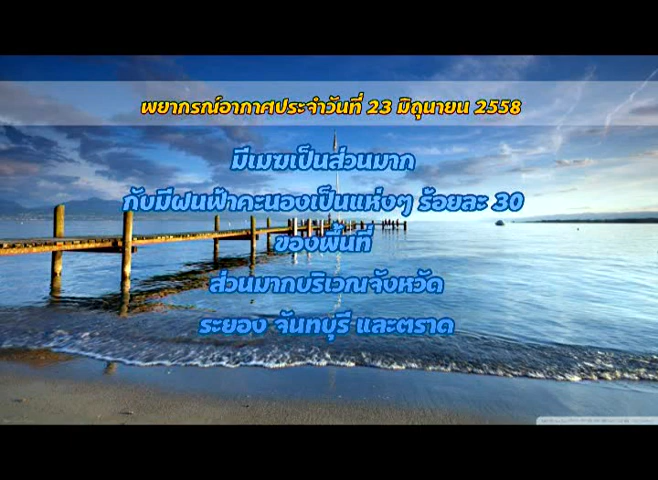 พยากรณ์อากาศประจำวันที่ 23 มิถุนายน 2558
มีเมฆเป็นส่วนมาก
กับมีฝนฟ้าคะนองเป็นแห่งๆ ร้อยละ 30
ของพื้นที่
ส่วนมากบริเวณจังหวัด
ระยอง จันทบุรี และตราด